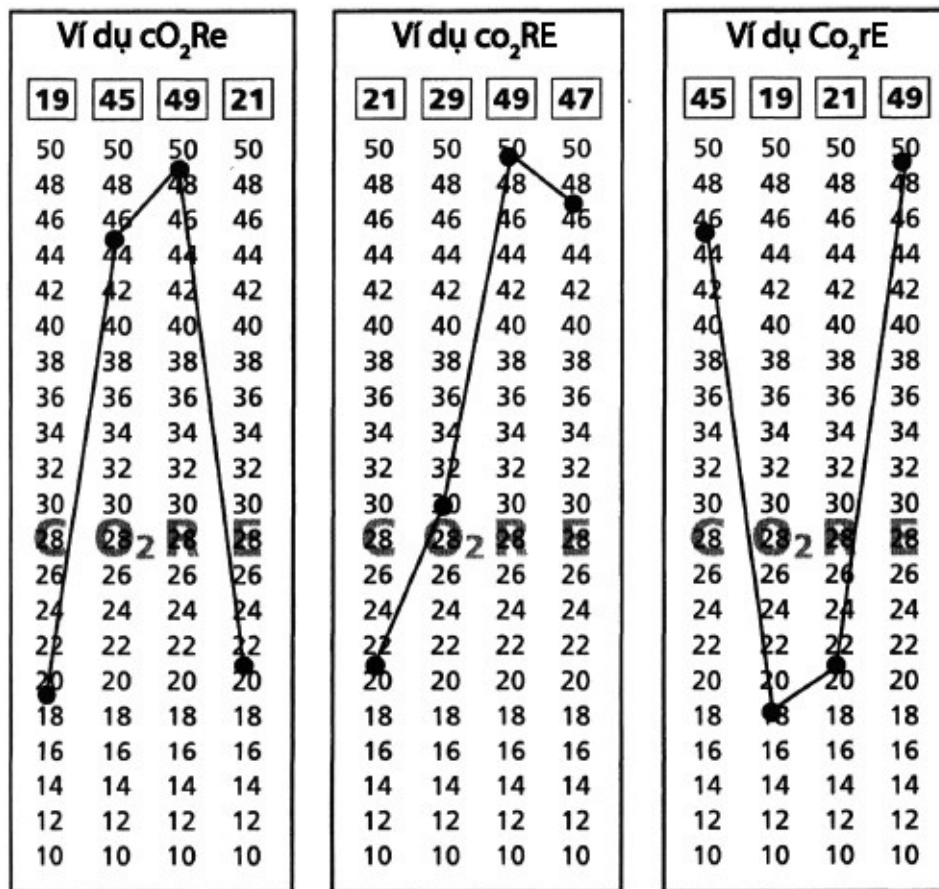 Ví dụ cO₂Re
19 45 49 21
50 50 50 50
48 48 48 48
46 46 46 46
44 44 44 44
42 42 42 42
40 40 40 40
38 38 38 38
36 36 36 36
34 34 34 34
32 32 32 32
30 30 30 30
C O₂ R E
28 28 28 28
26 26 26 26
24 24 24 24
22 22 22 22
20 20 20 20
18 18 18 18
16 16 16 16
14 14 14 14
12 12 12 12
10 10 10 10
Ví dụ co₂RE
21 29 49 47
50 50 50 50
48 48 48 48
46 46 46 46
44 44 44 44
42 42 42 42
40 40 40 40
38 38 38 38
36 36 36 36
34 34 34 34
32 32 32 32
30 30 30 30
C O₂ R E
28 28 28 28
26 26 26 26
24 24 24 24
22 22 22 22
20 20 20 20
18 18 18 18
16 16 16 16
14 14 14 14
12 12 12 12
10 10 10 10
Ví dụ Co₂rE
45 19 21 49
50 50 50 50
48 48 48 48
46 46 46 46
44 44 44 44
42 42 42 42
40 40 40 40
38 38 38 38
36 36 36 36
34 34 34 34
32 32 32 32
30 30 30 30
C O₂ R E
28 28 28 28
26 26 26 26
24 24 24 24
22 22 22 22
20 20 20 20
18 18 18 18
16 16 16 16
14 14 14 14
12 12 12 12
10 10 10 10